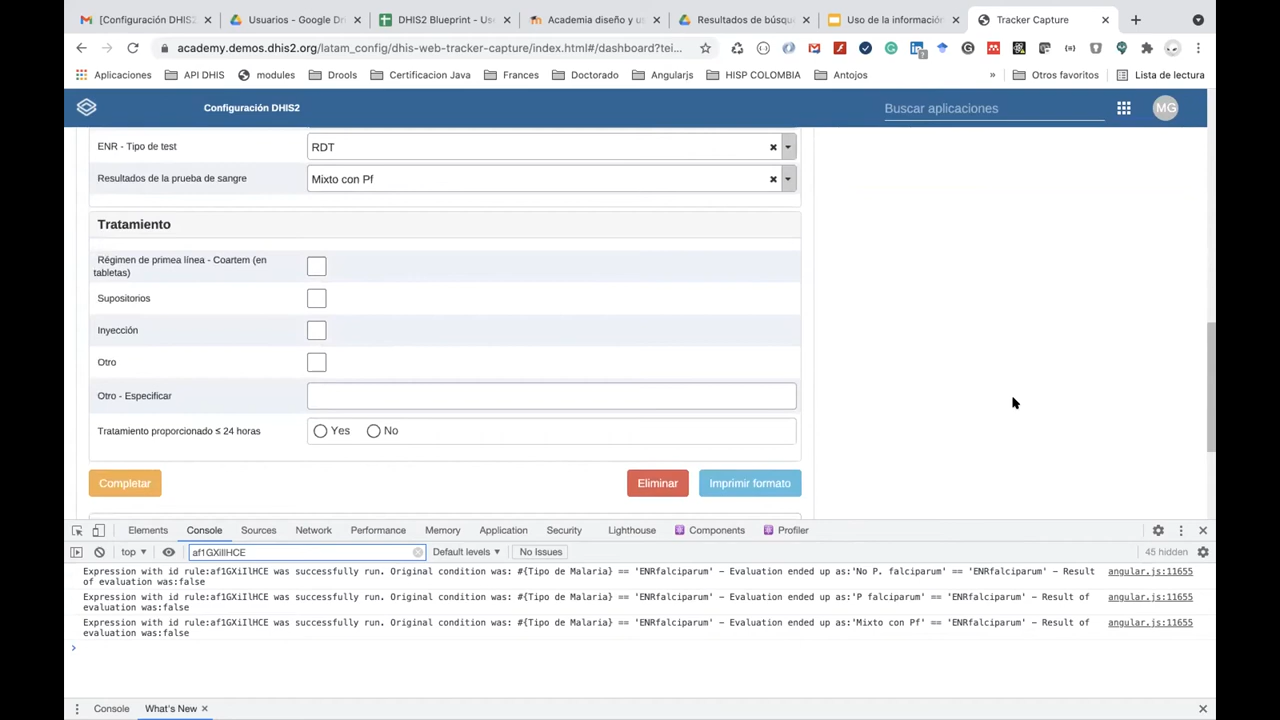 [Configuración DHIS2
Usuarios - Google Dri
DHIS2 Blueprint - Use
Academia diseño y us
Resultados de búsqu
Uso de la información
Tracker Capture
academy.demos.dhis2.org/latam_config/dhis-web-tracker-capture/index.html#/dashboard?tei...
Aplicaciones
API DHIS
modules
Drools
Certificacion Java
Frances
Doctorado
Angularjs
HISP COLOMBIA
Antojos
»
Otros favoritos
Lista de lectura
Configuración DHIS2
Buscar aplicaciones
MG
ENR - Tipo de test
RDT
Resultados de la prueba de sangre
Mixto con Pf
Tratamiento
Régimen de primea línea - Coartem (en
tabletas)
Supositorios
Inyección
Otro
Otro - Especificar
Tratamiento proporcionado ≤ 24 horas
Yes
No
Completar
Eliminar
Imprimir formato
Elements
Console
Sources
Network
Performance
Memory
Application
Security
Lighthouse
Components
Profiler
top
af1GXiIlHCE
Default levels
No Issues
45 hidden
Expression with id rule:af1GXiIlHCE was successfully run. Original condition was: #{Tipo de Malaria} == 'ENRfalciparum' – Evaluation ended up as:'No P. falciparum' == 'ENRfalciparum' – Result
of evaluation was:false
angular.js:11655
Expression with id rule:af1GXiIlHCE was successfully run. Original condition was: #{Tipo de Malaria} == 'ENRfalciparum' – Evaluation ended up as:'P falciparum' == 'ENRfalciparum' – Result of
evaluation was:false
angular.js:11655
Expression with id rule:af1GXiIlHCE was successfully run. Original condition was: #{Tipo de Malaria} == 'ENRfalciparum' – Evaluation ended up as:'Mixto con Pf' == 'ENRfalciparum' – Result of
evaluation was:false
angular.js:11655
Console
What's New